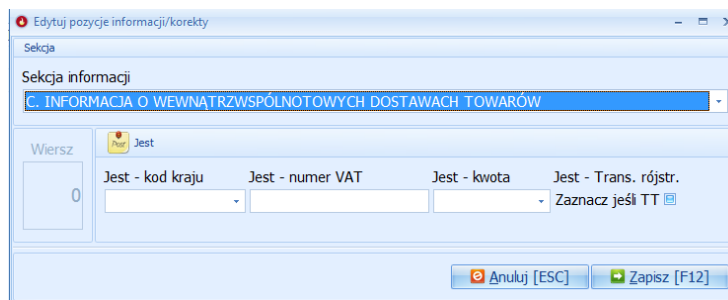 Edytuj pozycje informacji/korekty
Sekcja
Sekcja informacji
C. INFORMACJA O WEWNĄTRZWSPÓLNOTOWYCH DOSTAWACH TOWARÓW
Wiersz
Jest
0
Jest - kod kraju Jest - numer VAT Jest - kwota Jest - Trans. rójstr.
Zaznacz jeśli TT
Anuluj [ESC] Zapisz [F12]